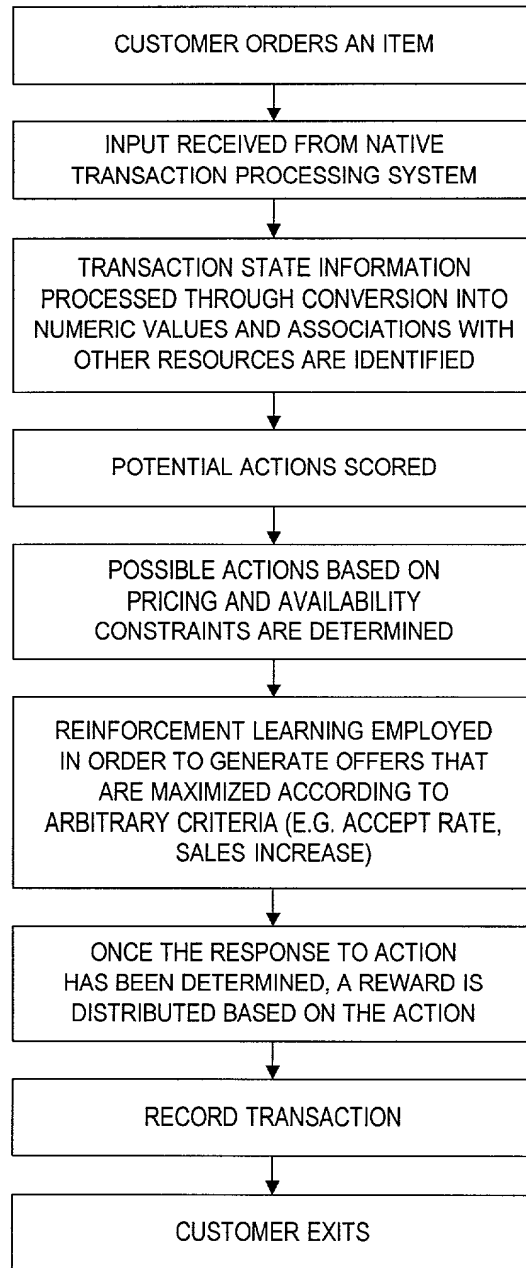 CUSTOMER ORDERS AN ITEM
INPUT RECEIVED FROM NATIVE
TRANSACTION PROCESSING SYSTEM
TRANSACTION STATE INFORMATION
PROCESSED THROUGH CONVERSION INTO
NUMERIC VALUES AND ASSOCIATIONS WITH
OTHER RESOURCES ARE IDENTIFIED
POTENTIAL ACTIONS SCORED
POSSIBLE ACTIONS BASED ON
PRICING AND AVAILABILITY
CONSTRAINTS ARE DETERMINED
REINFORCEMENT LEARNING EMPLOYED
IN ORDER TO GENERATE OFFERS THAT
ARE MAXIMIZED ACCORDING TO
ARBITRARY CRITERIA (E.G. ACCEPT RATE,
SALES INCREASE)
ONCE THE RESPONSE TO ACTION
HAS BEEN DETERMINED, A REWARD IS
DISTRIBUTED BASED ON THE ACTION
RECORD TRANSACTION
CUSTOMER EXITS